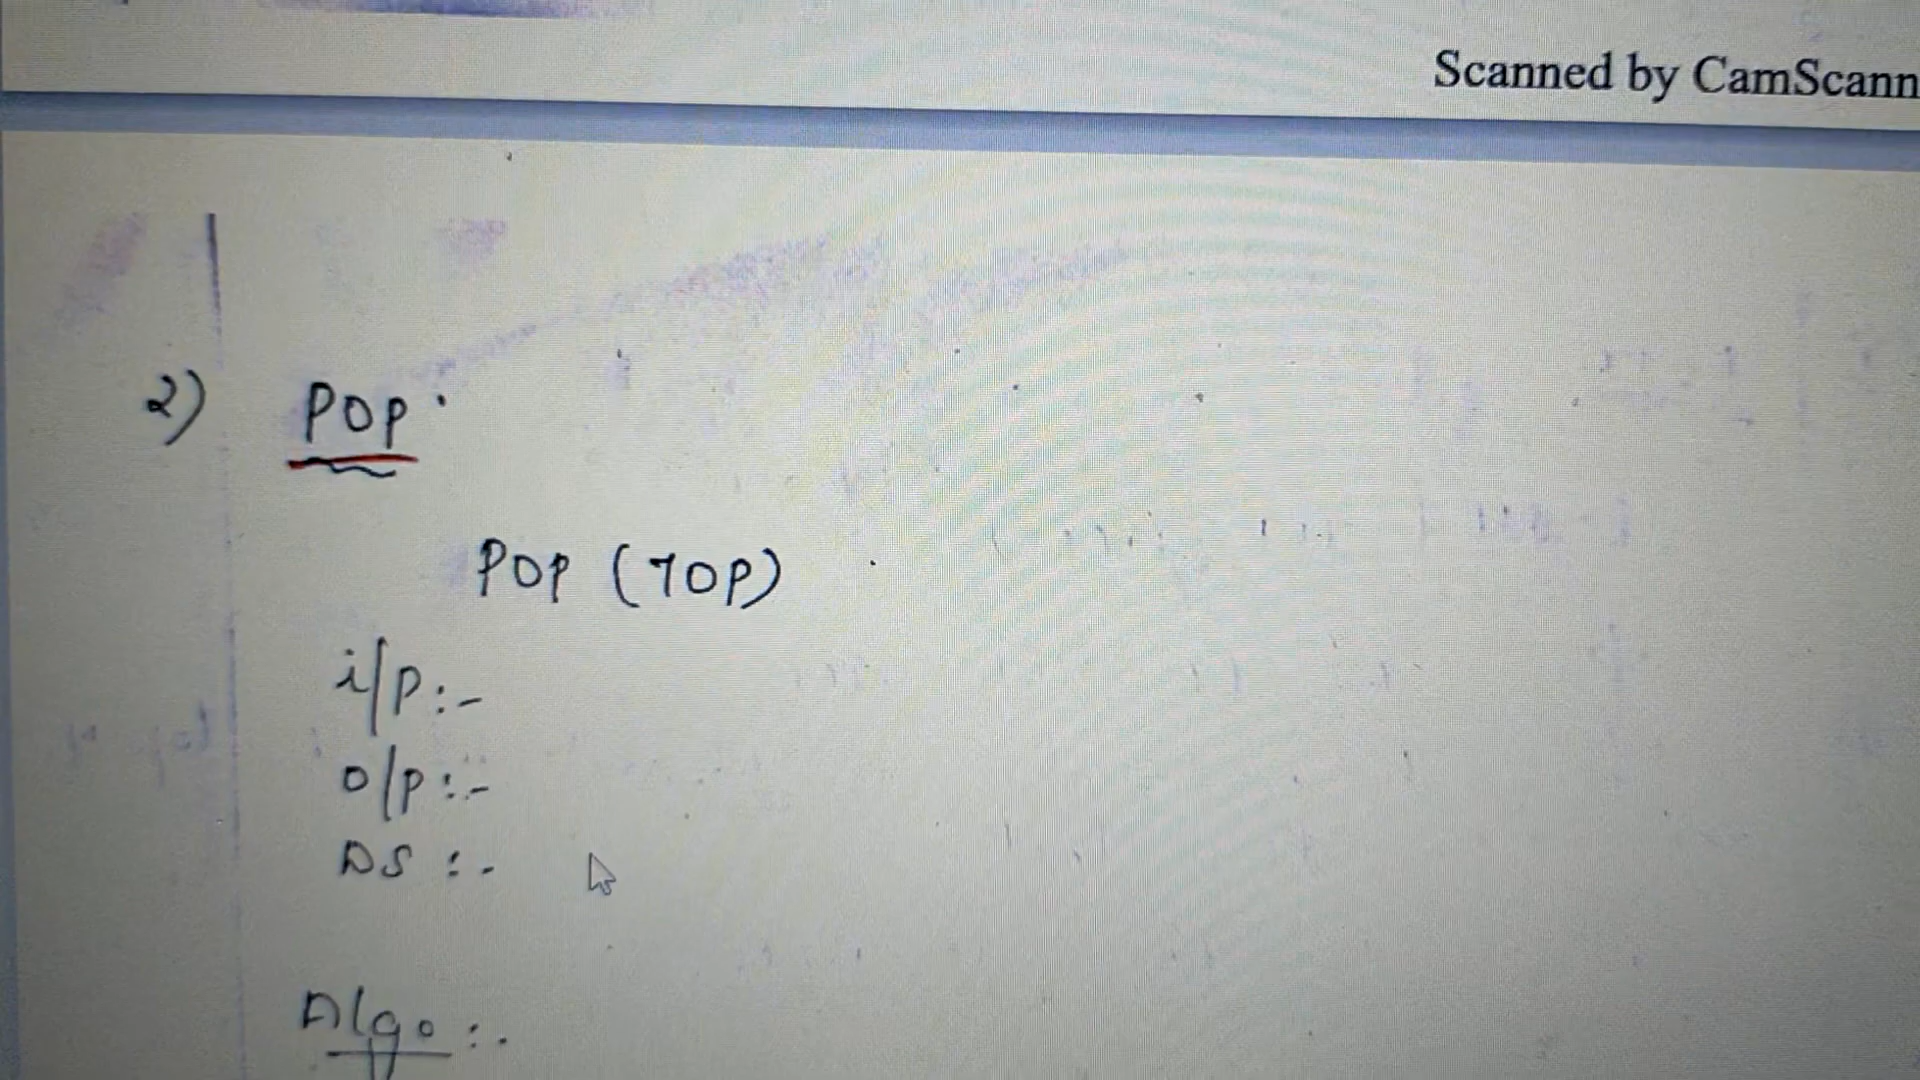 Scanned by CamScann
2) POP :
POP (TOP)
i/p :-
o/p :-
DS :-
Algo :-